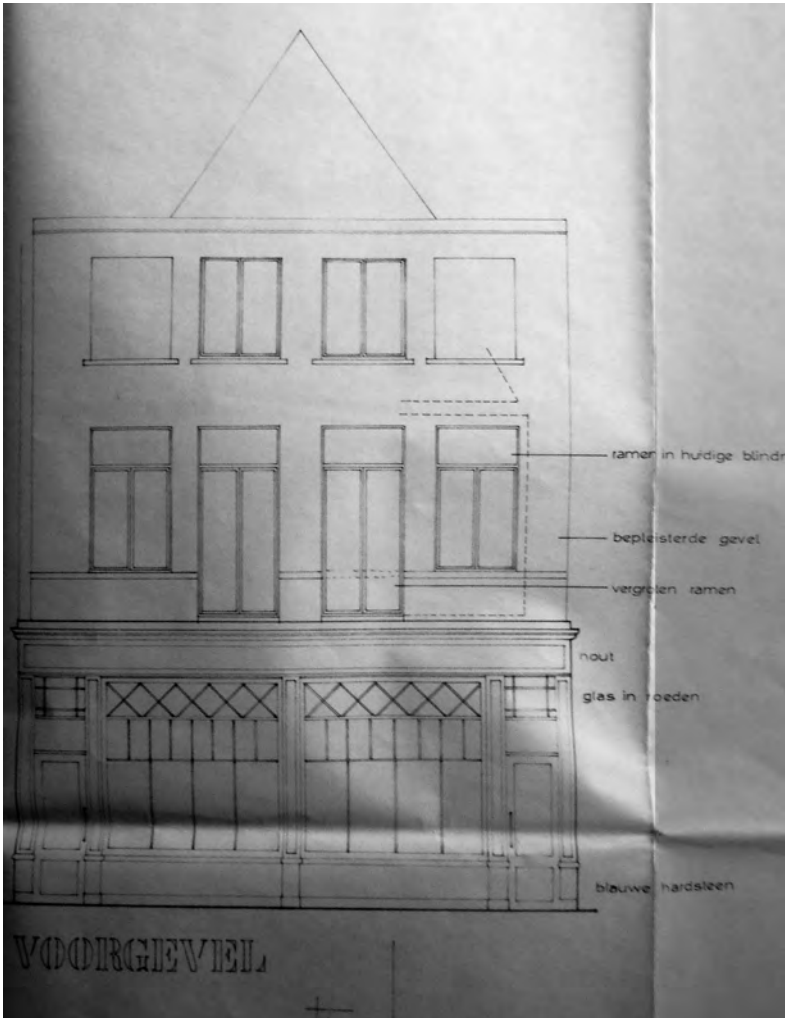 ramen in huidige blindr
bepleisterde gevel
vergroten ramen
hout
glas in roeden
blauwe hardsteen
VOORGEVEL